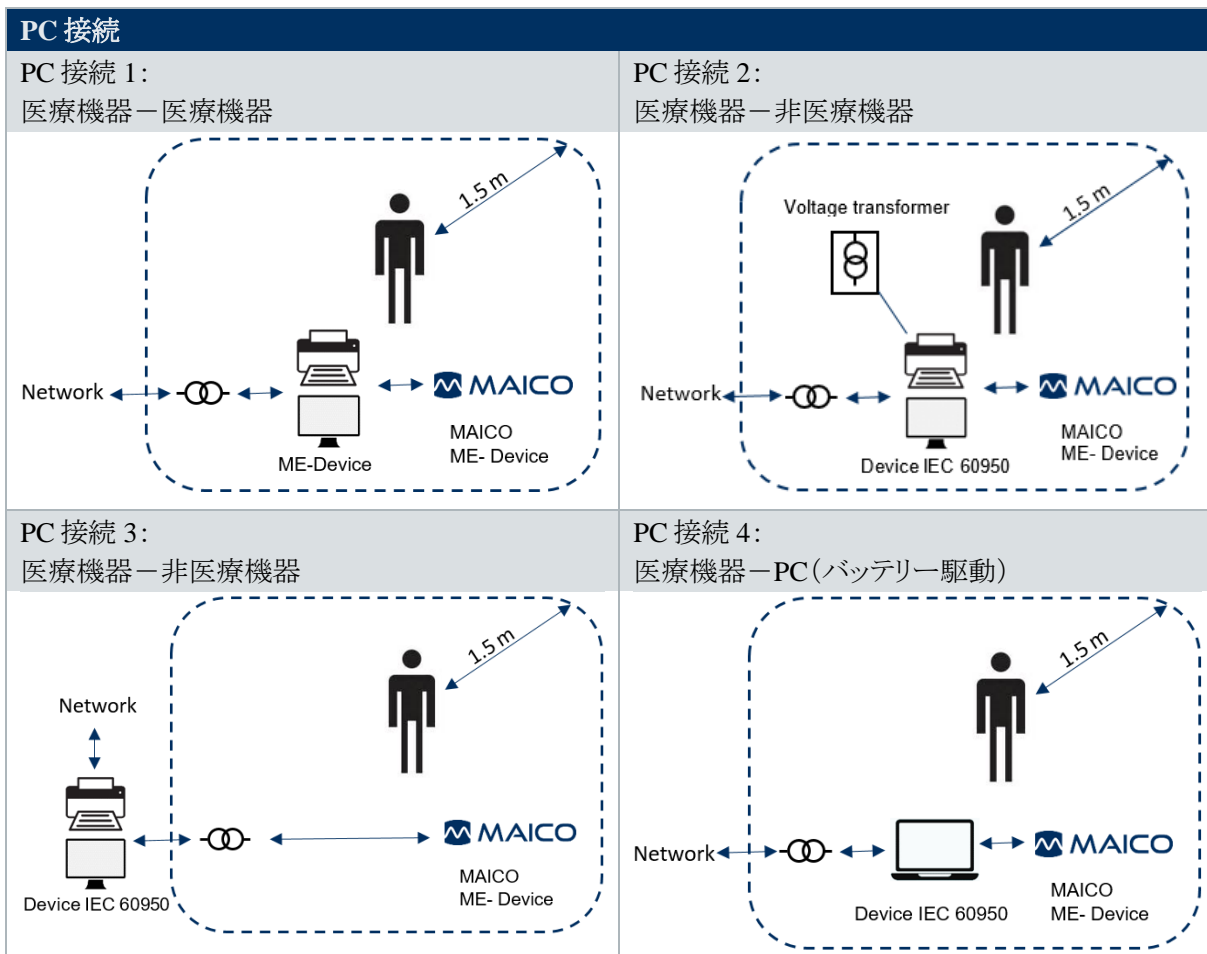 PC 接続
PC 接続 1:
医療機器－医療機器
1.5 m
Network
MAICO
MAICO
ME- Device
ME-Device
PC 接続 2:
医療機器－非医療機器
Voltage transformer
1.5 m
Network
MAICO
MAICO
ME- Device
Device IEC 60950
PC 接続 3:
医療機器－非医療機器
1.5 m
Network
MAICO
MAICO
ME- Device
Device IEC 60950
PC 接続 4:
医療機器－PC(バッテリー駆動)
1.5 m
Network
MAICO
MAICO
ME- Device
Device IEC 60950